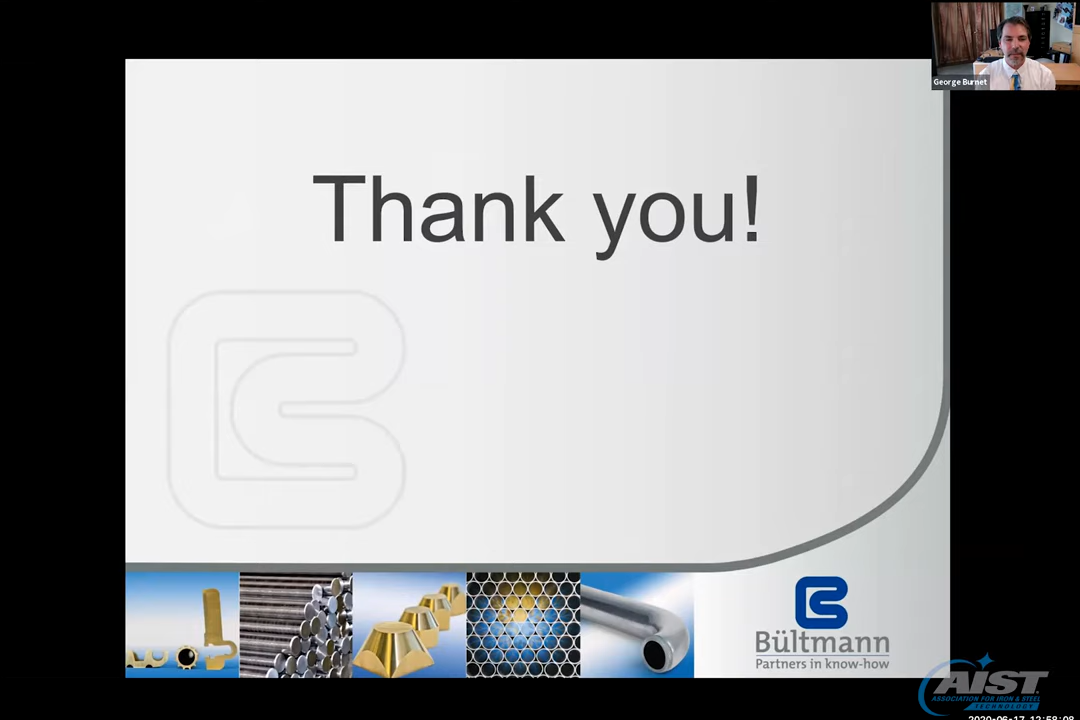 George Burnet
Thank you!
Bültmann
Partners in know-how
AIST
ASSOCIATION FOR IRON & STEEL
TECHNOLOGY